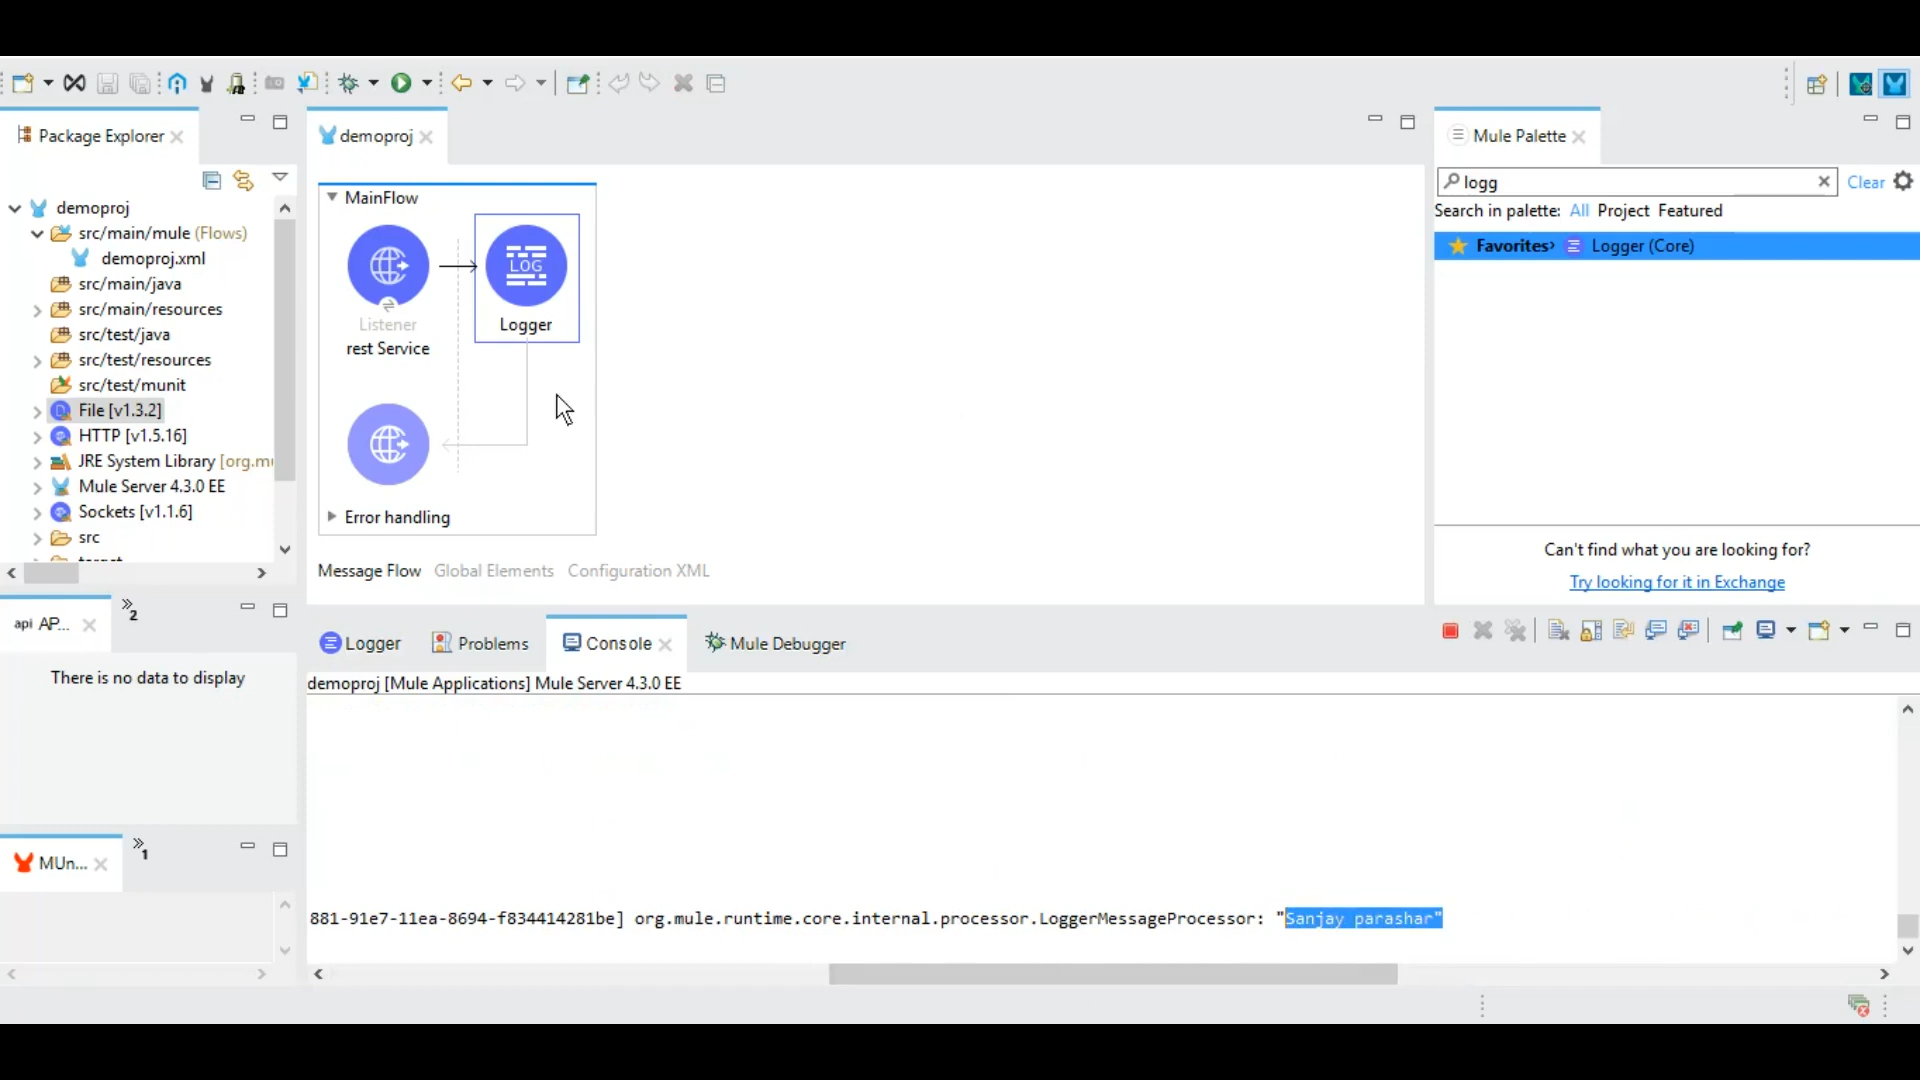 Package Explorer
demoproj
Mule Palette
logg
Clear
Search in palette: All Project Featured
Favorites› Logger (Core)
demoproj
src/main/mule (Flows)
demoproj.xml
src/main/java
src/main/resources
src/test/java
src/test/resources
src/test/munit
File [v1.3.2]
HTTP [v1.5.16]
JRE System Library [org.mu
Mule Server 4.3.0 EE
Sockets [v1.1.6]
src
MainFlow
LOG
Listener
rest Service
Logger
Error handling
Message Flow Global Elements Configuration XML
Can't find what you are looking for?
Try looking for it in Exchange
api AP...
2
There is no data to display
MUn...
1
Logger Problems Console Mule Debugger
demoproj [Mule Applications] Mule Server 4.3.0 EE
881-91e7-11ea-8694-f834414281be] org.mule.runtime.core.internal.processor.LoggerMessageProcessor: "Sanjay parashar"